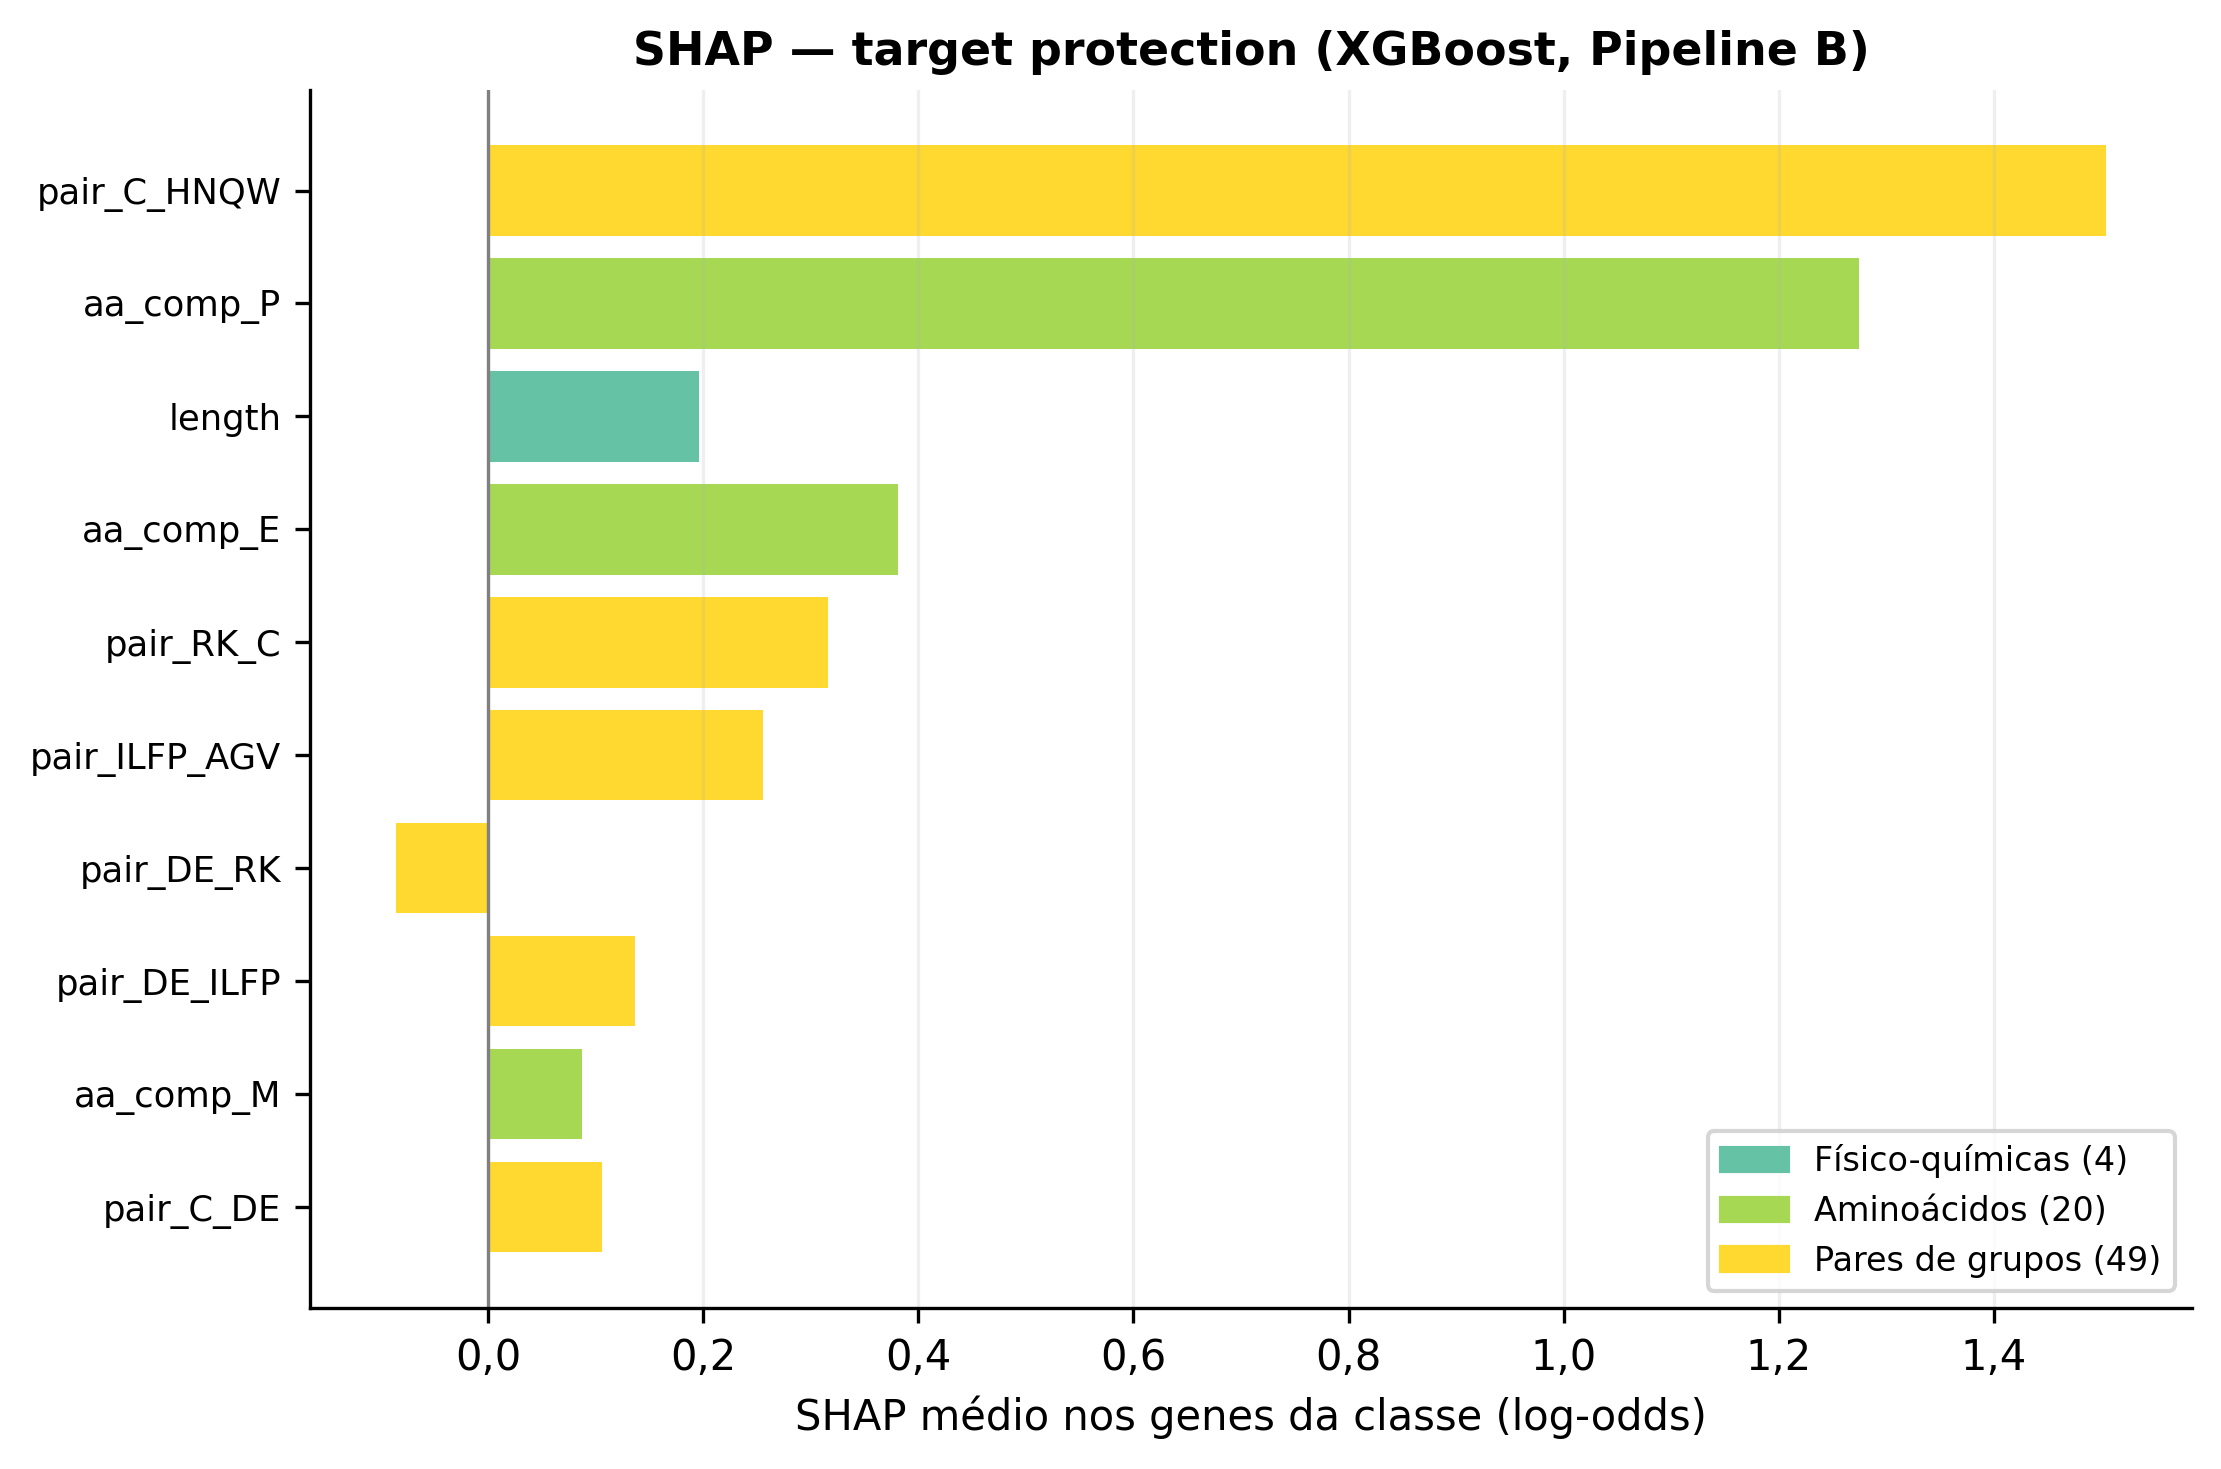 SHAP — target protection (XGBoost, Pipeline B)
pair_C_HNQW
aa_comp_P
length
aa_comp_E
pair_RK_C
pair_ILFP_AGV
pair_DE_RK
pair_DE_ILFP
aa_comp_M
pair_C_DE
Físico-químicas (4)
Aminoácidos (20)
Pares de grupos (49)
0,0 0,2 0,4 0,6 0,8 1,0 1,2 1,4
SHAP médio nos genes da classe (log-odds)